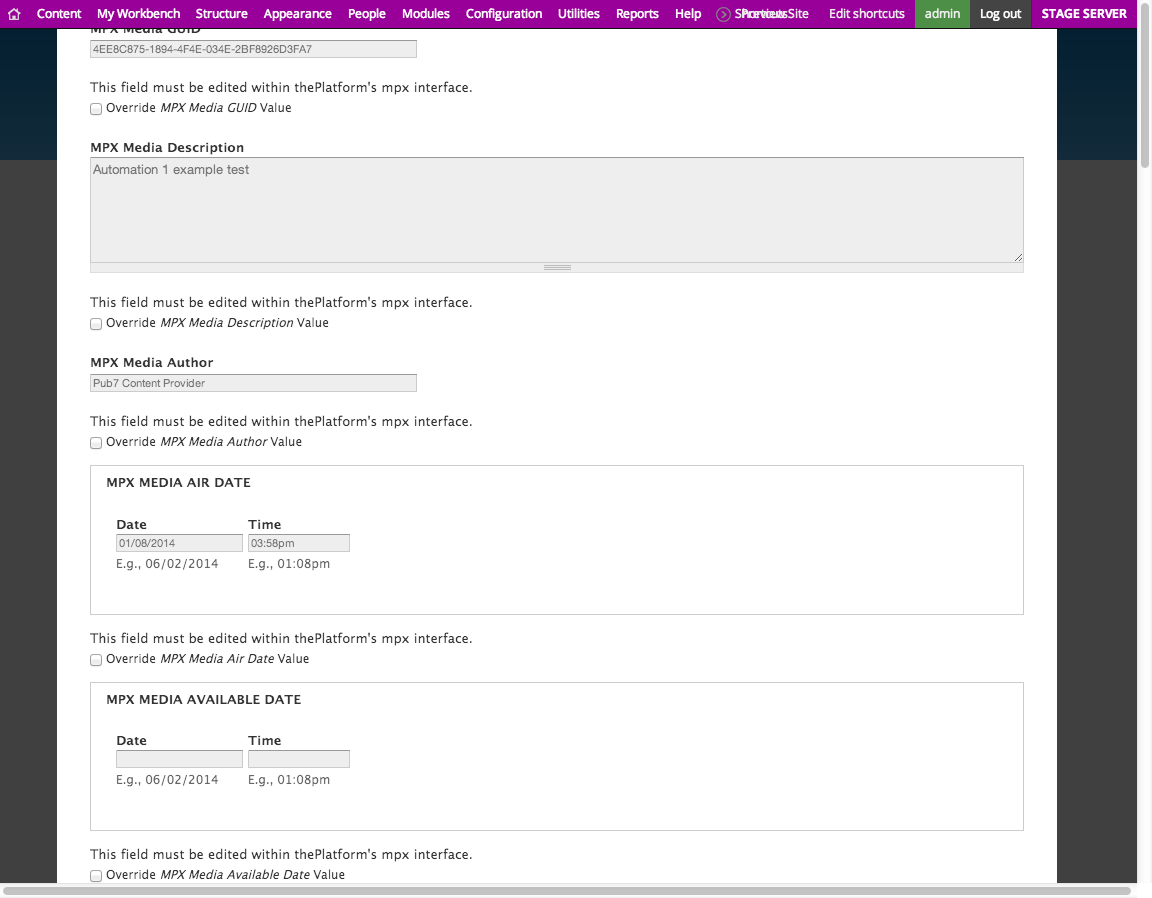 Content My Workbench Structure Appearance People Modules Configuration Utilities Reports Help Shortcuts Preview Site Edit shortcuts admin Log out STAGE SERVER
MPX Media GUID
4EE8C875-1894-4F4E-034E-2BF8926D3FA7
This field must be edited within thePlatform's mpx interface.
Override MPX Media GUID Value
MPX Media Description
Automation 1 example test
This field must be edited within thePlatform's mpx interface.
Override MPX Media Description Value
MPX Media Author
Pub7 Content Provider
This field must be edited within thePlatform's mpx interface.
Override MPX Media Author Value
MPX MEDIA AIR DATE
Date Time
01/08/2014 03:58pm
E.g., 06/02/2014 E.g., 01:08pm
This field must be edited within thePlatform's mpx interface.
Override MPX Media Air Date Value
MPX MEDIA AVAILABLE DATE
Date Time
E.g., 06/02/2014 E.g., 01:08pm
This field must be edited within thePlatform's mpx interface.
Override MPX Media Available Date Value